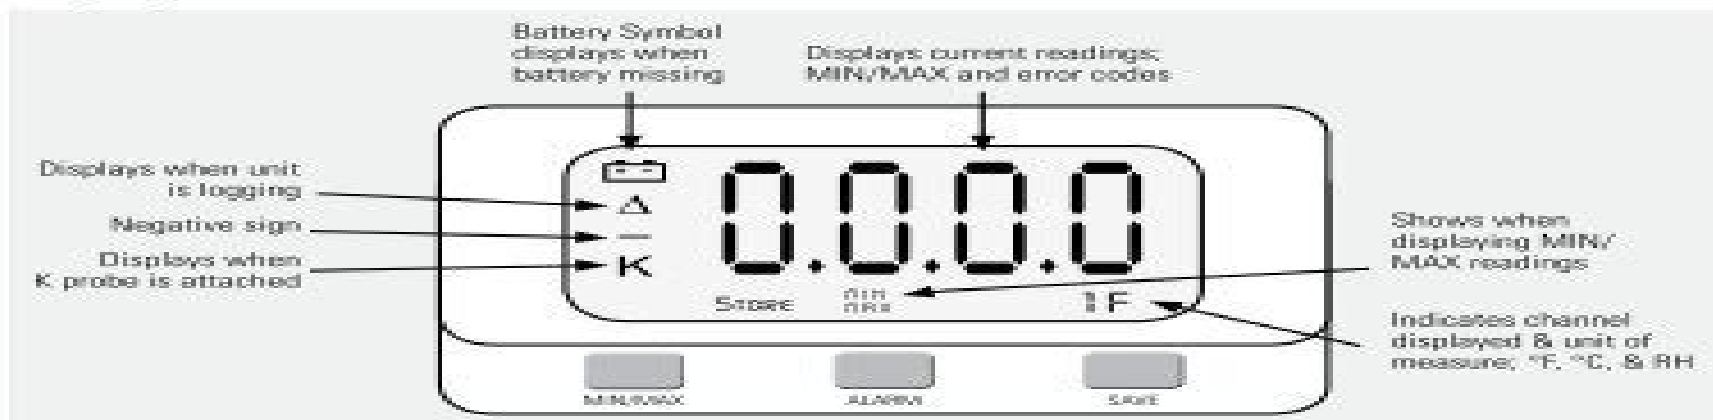 Battery Symbol
displays when
battery missing
Displays current readings;
MIN/MAX and error codes
Displays when unit
is logging
Negative sign
Displays when
K probe is attached
Δ
—
K
0.0.0.0
STORE
MIN
MAX
F
Shows when
displaying MIN/
MAX readings
Indicates channel
displayed & unit of
measure; °F, °C, & RH
MIN/MAX
ALARM
SAVE